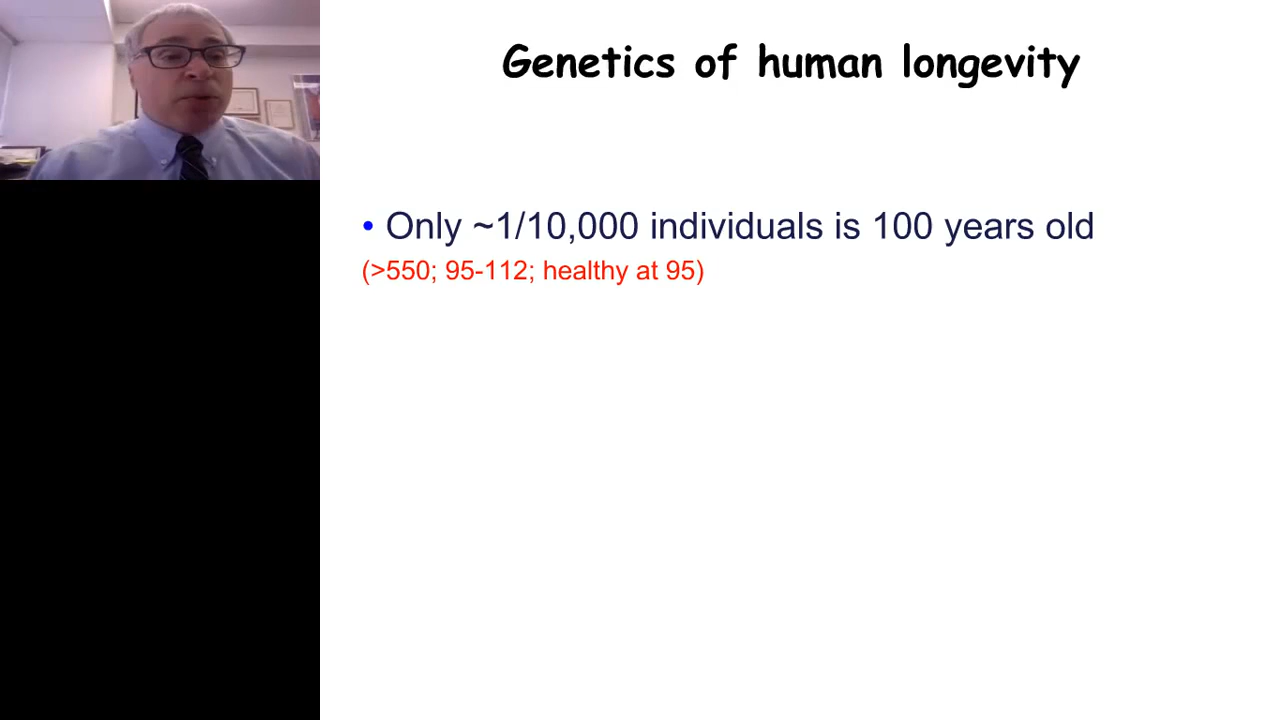 Genetics of human longevity
• Only ~1/10,000 individuals is 100 years old
(>550; 95-112; healthy at 95)